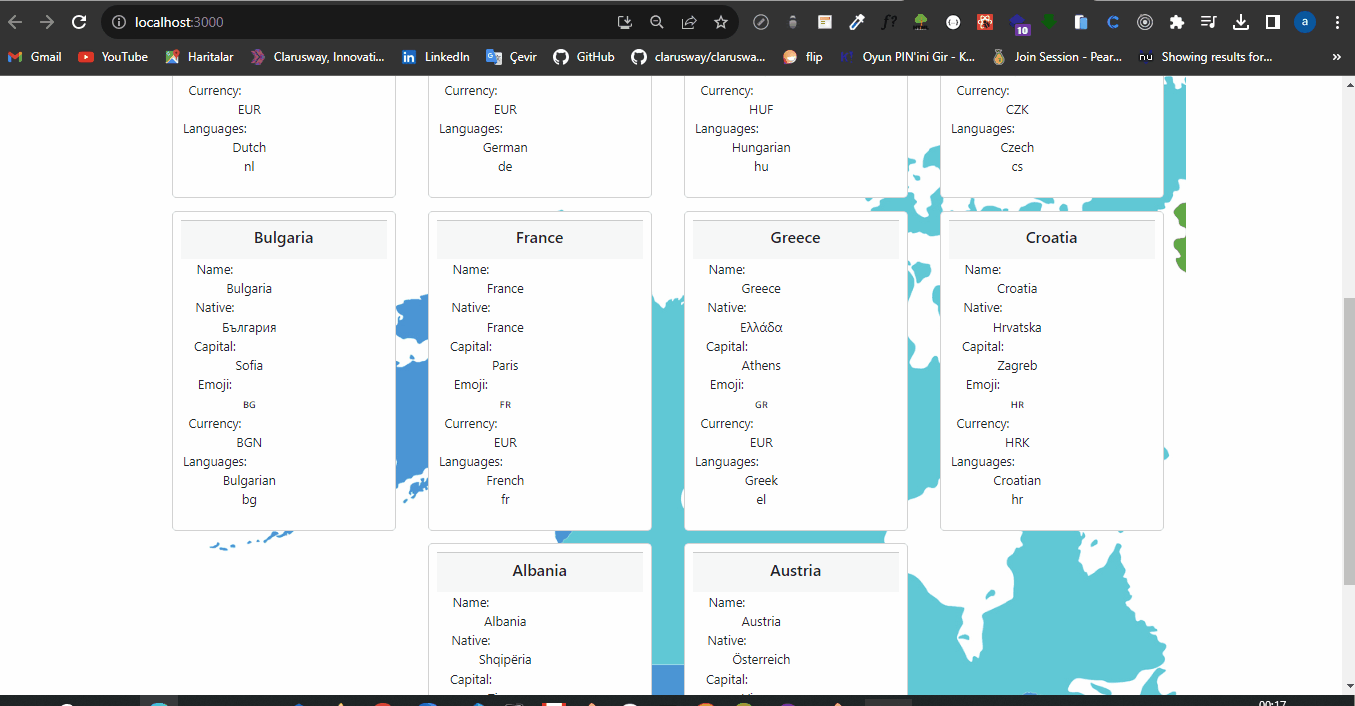 localhost:3000
10
a
Gmail YouTube Haritalar Clarusway, Innovati... LinkedIn Çevir GitHub clarusway/claruswa... flip Oyun PIN'ini Gir - K... Join Session - Pear... nu Showing results for... »
Currency: Currency: Currency: Currency:
EUR EUR HUF CZK
Languages: Languages: Languages: Languages:
Dutch German Hungarian Czech
nl de hu cs
Bulgaria France Greece Croatia
Name: Name: Name: Name:
Bulgaria France Greece Croatia
Native: Native: Native: Native:
България France Ελλάδα Hrvatska
Capital: Capital: Capital: Capital:
Sofia Paris Athens Zagreb
Emoji: Emoji: Emoji: Emoji:
BG FR GR HR
Currency: Currency: Currency: Currency:
BGN EUR EUR HRK
Languages: Languages: Languages: Languages:
Bulgarian French Greek Croatian
bg fr el hr
Albania Austria
Name: Name:
Albania Austria
Native: Native:
Shqipëria Österreich
Capital: Capital:
00:17